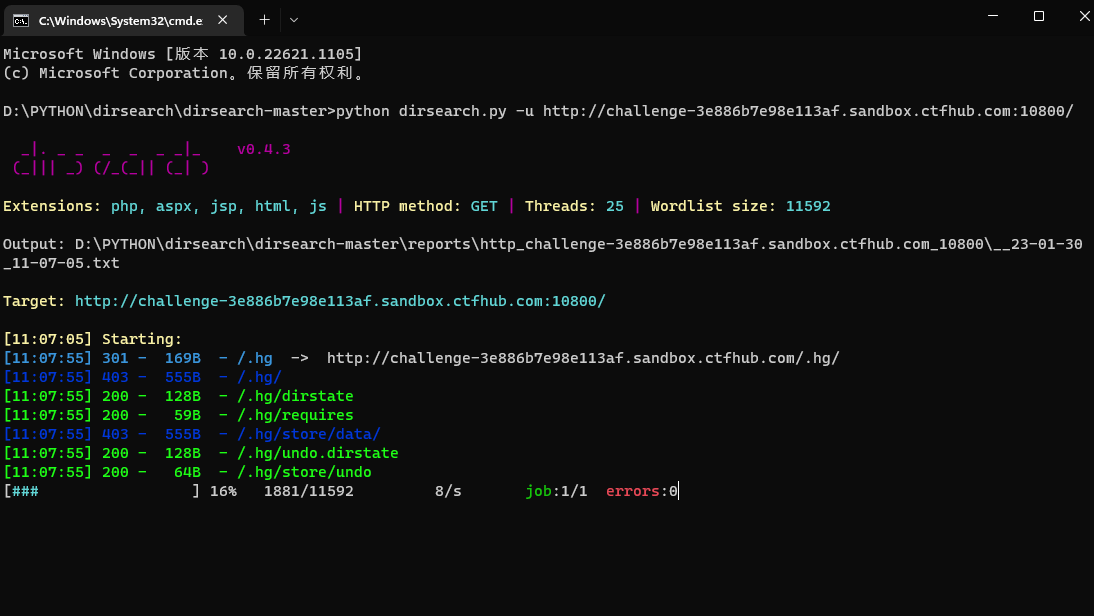 C:\Windows\System32\cmd.e
Microsoft Windows [版本 10.0.22621.1105]
(c) Microsoft Corporation。保留所有权利。
D:\PYTHON\dirsearch\dirsearch-master>python dirsearch.py -u http://challenge-3e886b7e98e113af.sandbox.ctfhub.com:10800/
  _|. _ _  _  _  _ _|_    v0.4.3
 (_||| _) (/_(_|| (_| )
Extensions: php, aspx, jsp, html, js | HTTP method: GET | Threads: 25 | Wordlist size: 11592
Output: D:\PYTHON\dirsearch\dirsearch-master\reports\http_challenge-3e886b7e98e113af.sandbox.ctfhub.com_10800\__23-01-30
_11-07-05.txt
Target: http://challenge-3e886b7e98e113af.sandbox.ctfhub.com:10800/
[11:07:05] Starting:
[11:07:55] 301 -  169B  - /.hg  ->  http://challenge-3e886b7e98e113af.sandbox.ctfhub.com/.hg/
[11:07:55] 403 -  555B  - /.hg/
[11:07:55] 200 -  128B  - /.hg/dirstate
[11:07:55] 200 -   59B  - /.hg/requires
[11:07:55] 403 -  555B  - /.hg/store/data/
[11:07:55] 200 -  128B  - /.hg/undo.dirstate
[11:07:55] 200 -   64B  - /.hg/store/undo
[###                 ] 16%   1881/11592         8/s       job:1/1  errors:0